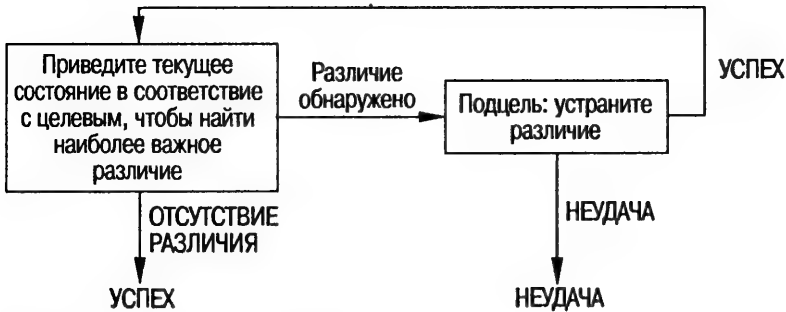 Приведите текущее
состояние в соответствие
с целевым, чтобы найти
наиболее важное
различие
Различие
обнаружено
Подцель: устраните
различие
УСПЕХ
ОТСУТСТВИЕ
РАЗЛИЧИЯ
НЕУДАЧА
УСПЕХ
НЕУДАЧА